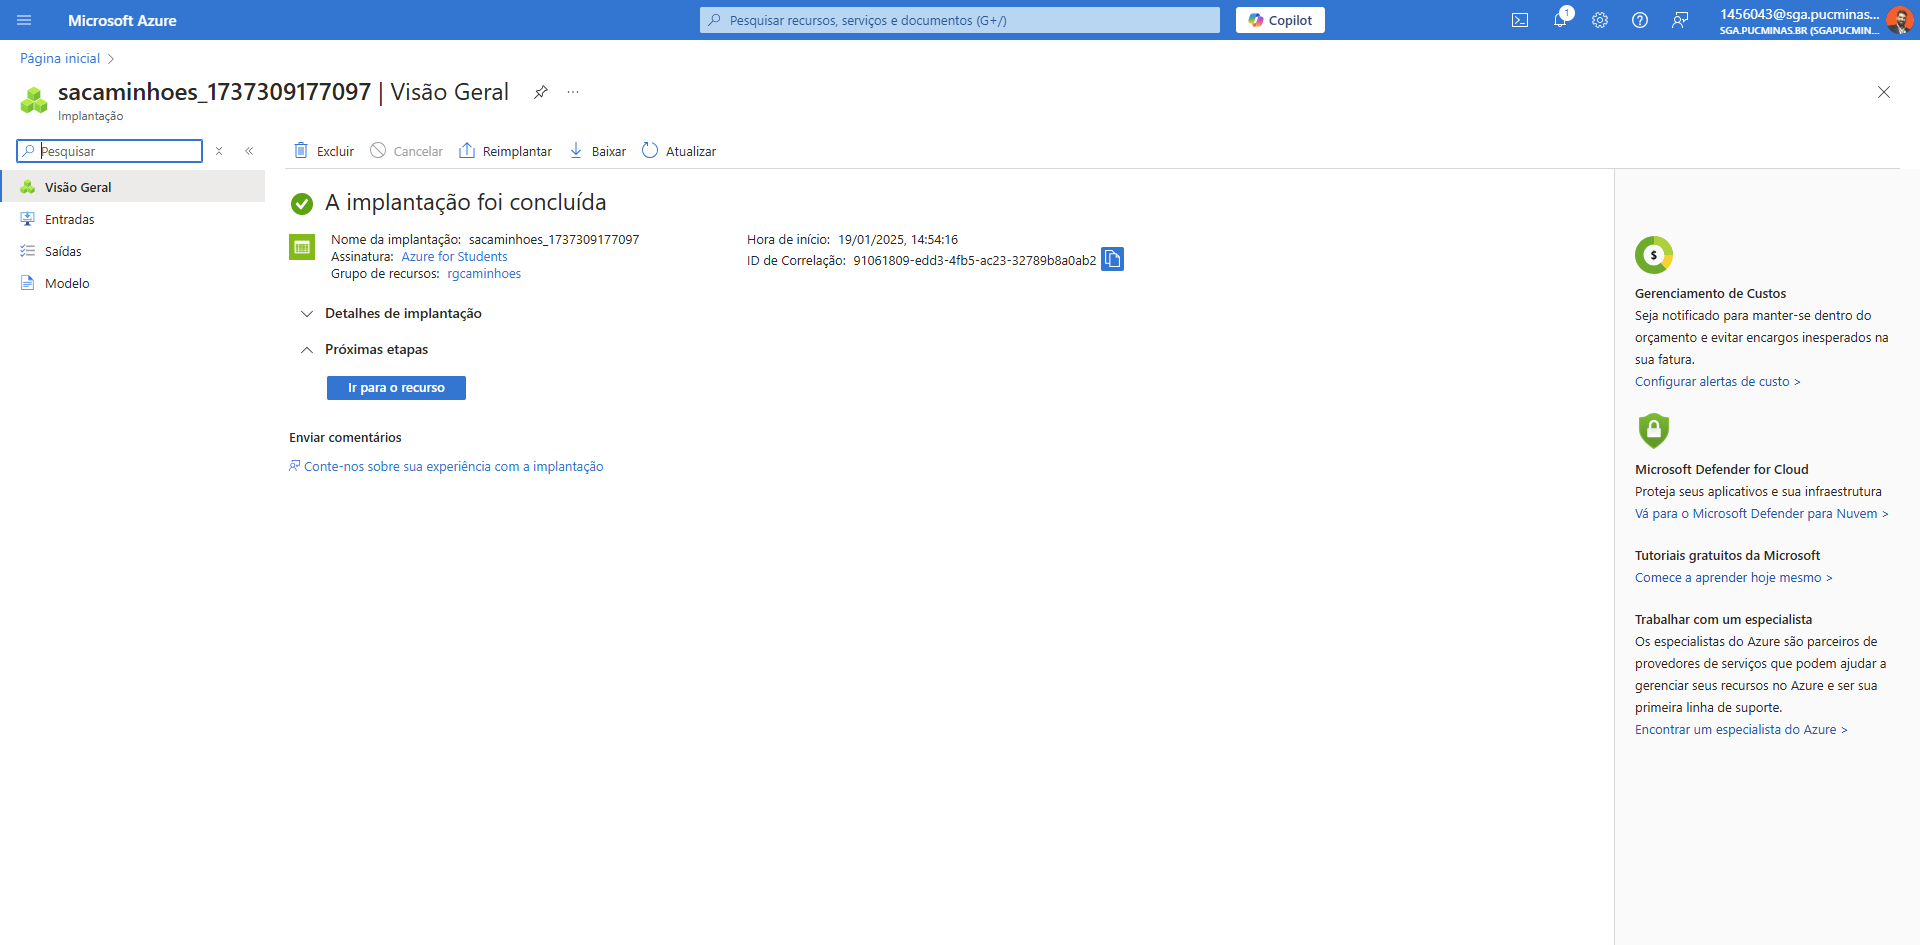 Microsoft Azure
Pesquisar recursos, serviços e documentos (G+/)
Copilot
1
1456043@sga.pucminas...
SGA.PUCMINAS.BR (SGAPUCMIN...
Página inicial
sacaminhoes_1737309177097 | Visão Geral
...
Implantação
Pesquisar
Excluir
Cancelar
Reimplantar
Baixar
Atualizar
Visão Geral
Entradas
Saídas
Modelo
A implantação foi concluída
Nome da implantação: sacaminhoes_1737309177097
Assinatura: Azure for Students
Grupo de recursos: rgcaminhoes
Hora de início: 19/01/2025, 14:54:16
ID de Correlação: 91061809-edd3-4fb5-ac23-32789b8a0ab2
Detalhes de implantação
Próximas etapas
Ir para o recurso
Enviar comentários
Conte-nos sobre sua experiência com a implantação
$
Gerenciamento de Custos
Seja notificado para manter-se dentro do
orçamento e evitar encargos inesperados na
sua fatura.
Configurar alertas de custo >
Microsoft Defender for Cloud
Proteja seus aplicativos e sua infraestrutura
Vá para o Microsoft Defender para Nuvem >
Tutoriais gratuitos da Microsoft
Comece a aprender hoje mesmo >
Trabalhar com um especialista
Os especialistas do Azure são parceiros de
provedores de serviços que podem ajudar a
gerenciar seus recursos no Azure e ser sua
primeira linha de suporte.
Encontrar um especialista do Azure >